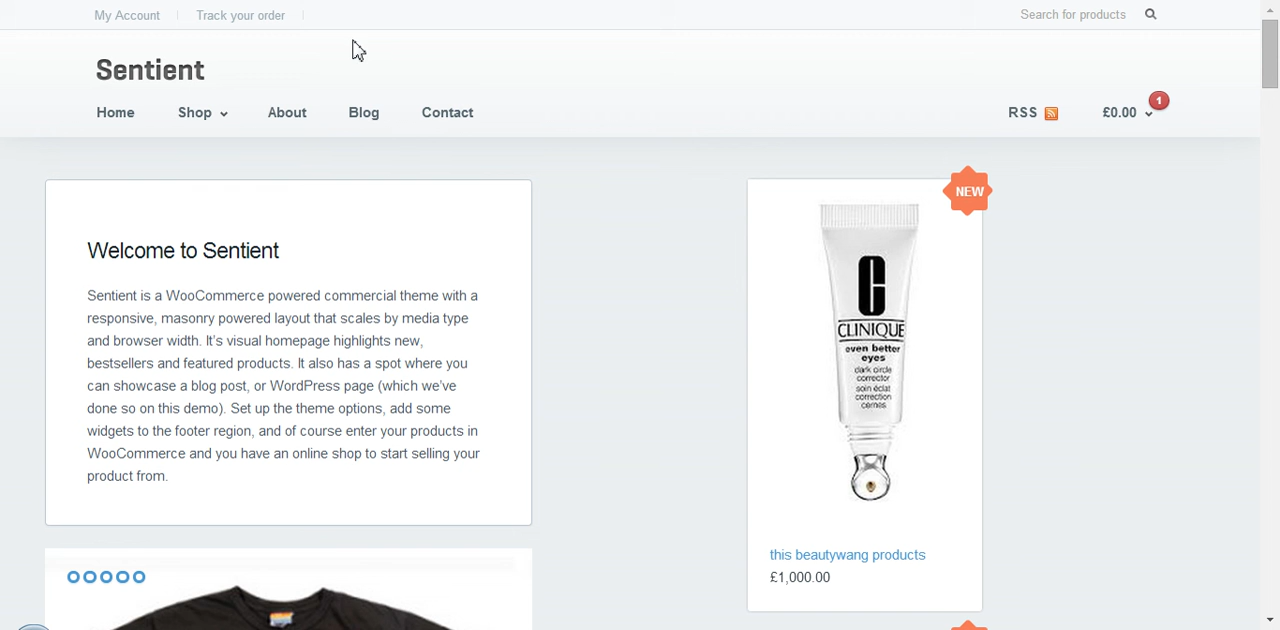 My Account
Track your order
Search for products
Sentient
Home
Shop
About
Blog
Contact
RSS
£0.00
1
Welcome to Sentient
Sentient is a WooCommerce powered commercial theme with a
responsive, masonry powered layout that scales by media type
and browser width. It's visual homepage highlights new,
bestsellers and featured products. It also has a spot where you
can showcase a blog post, or WordPress page (which we've
done so on this demo). Set up the theme options, add some
widgets to the footer region, and of course enter your products in
WooCommerce and you have an online shop to start selling your
product from.
NEW
CLINIQUE
even better
eyes
dark circle
corrector
soin éclat
correction
cernes
this beautywang products
£1,000.00